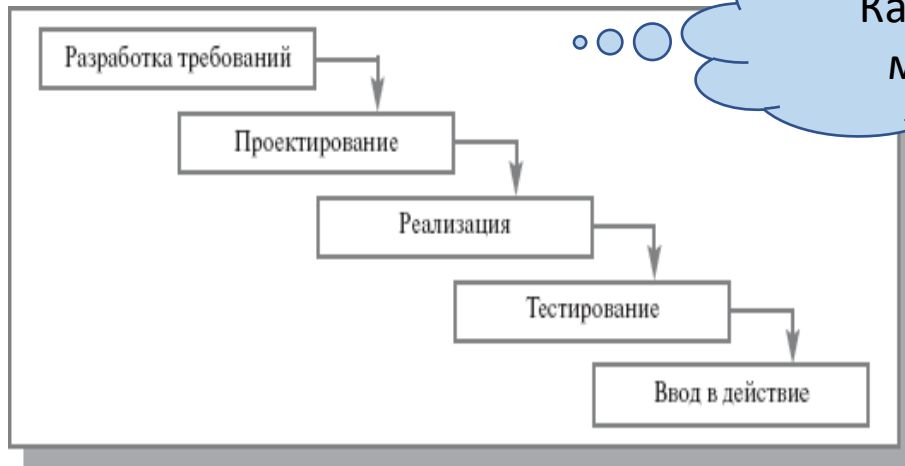 Разработка требований
Проектирование
Реализация
Тестирование
Ввод в действие